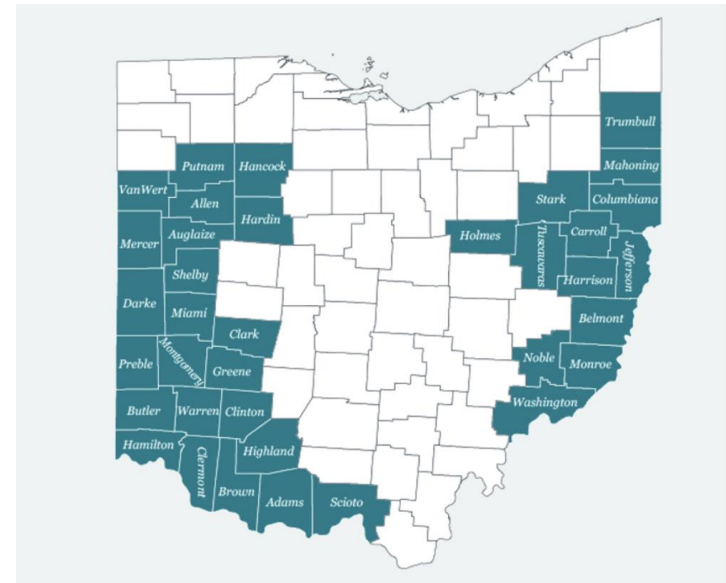 Trumbull
Mahoning
Putnam
Hancock
VanWert
Allen
Stark
Columbiana
Hardin
Mercer
Auglaize
Holmes
Tuscawaras
Carroll
Jefferson
Shelby
Harrison
Darke
Miami
Belmont
Clark
Preble
Montgomery
Greene
Noble
Monroe
Butler
Warren
Clinton
Washington
Hamilton
Clermont
Highland
Brown
Adams
Scioto